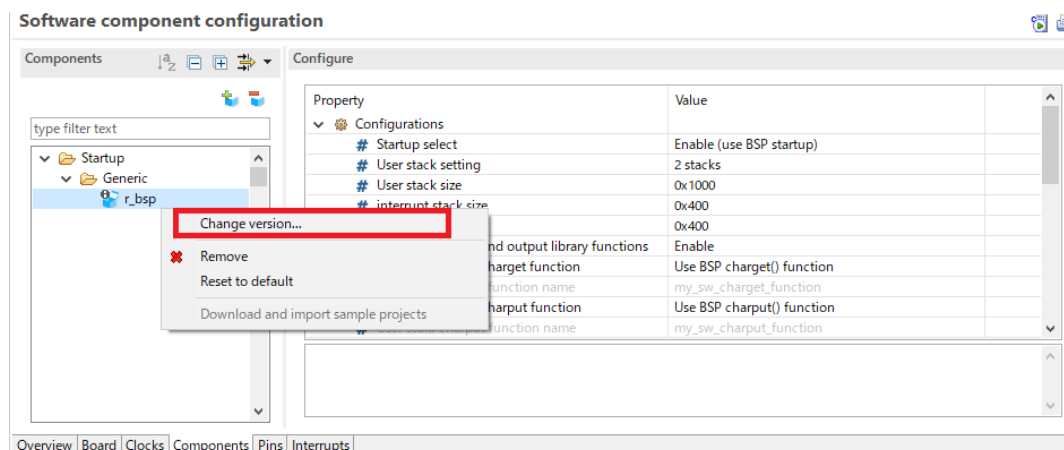 Software component configuration
Components
Configure
type filter text
Startup
Generic
r_bsp
Change version...
Remove
Reset to default
Download and import sample projects
Property Value
Configurations
# Startup select Enable (use BSP startup)
# User stack setting 2 stacks
# User stack size 0x1000
# interrupt stack size 0x400
0x400
nd output library functions Enable
harget function Use BSP charget() function
function name my_sw_charget_function
harput function Use BSP charput() function
function name my_sw_charput_function
Overview Board Clocks Components Pins Interrupts